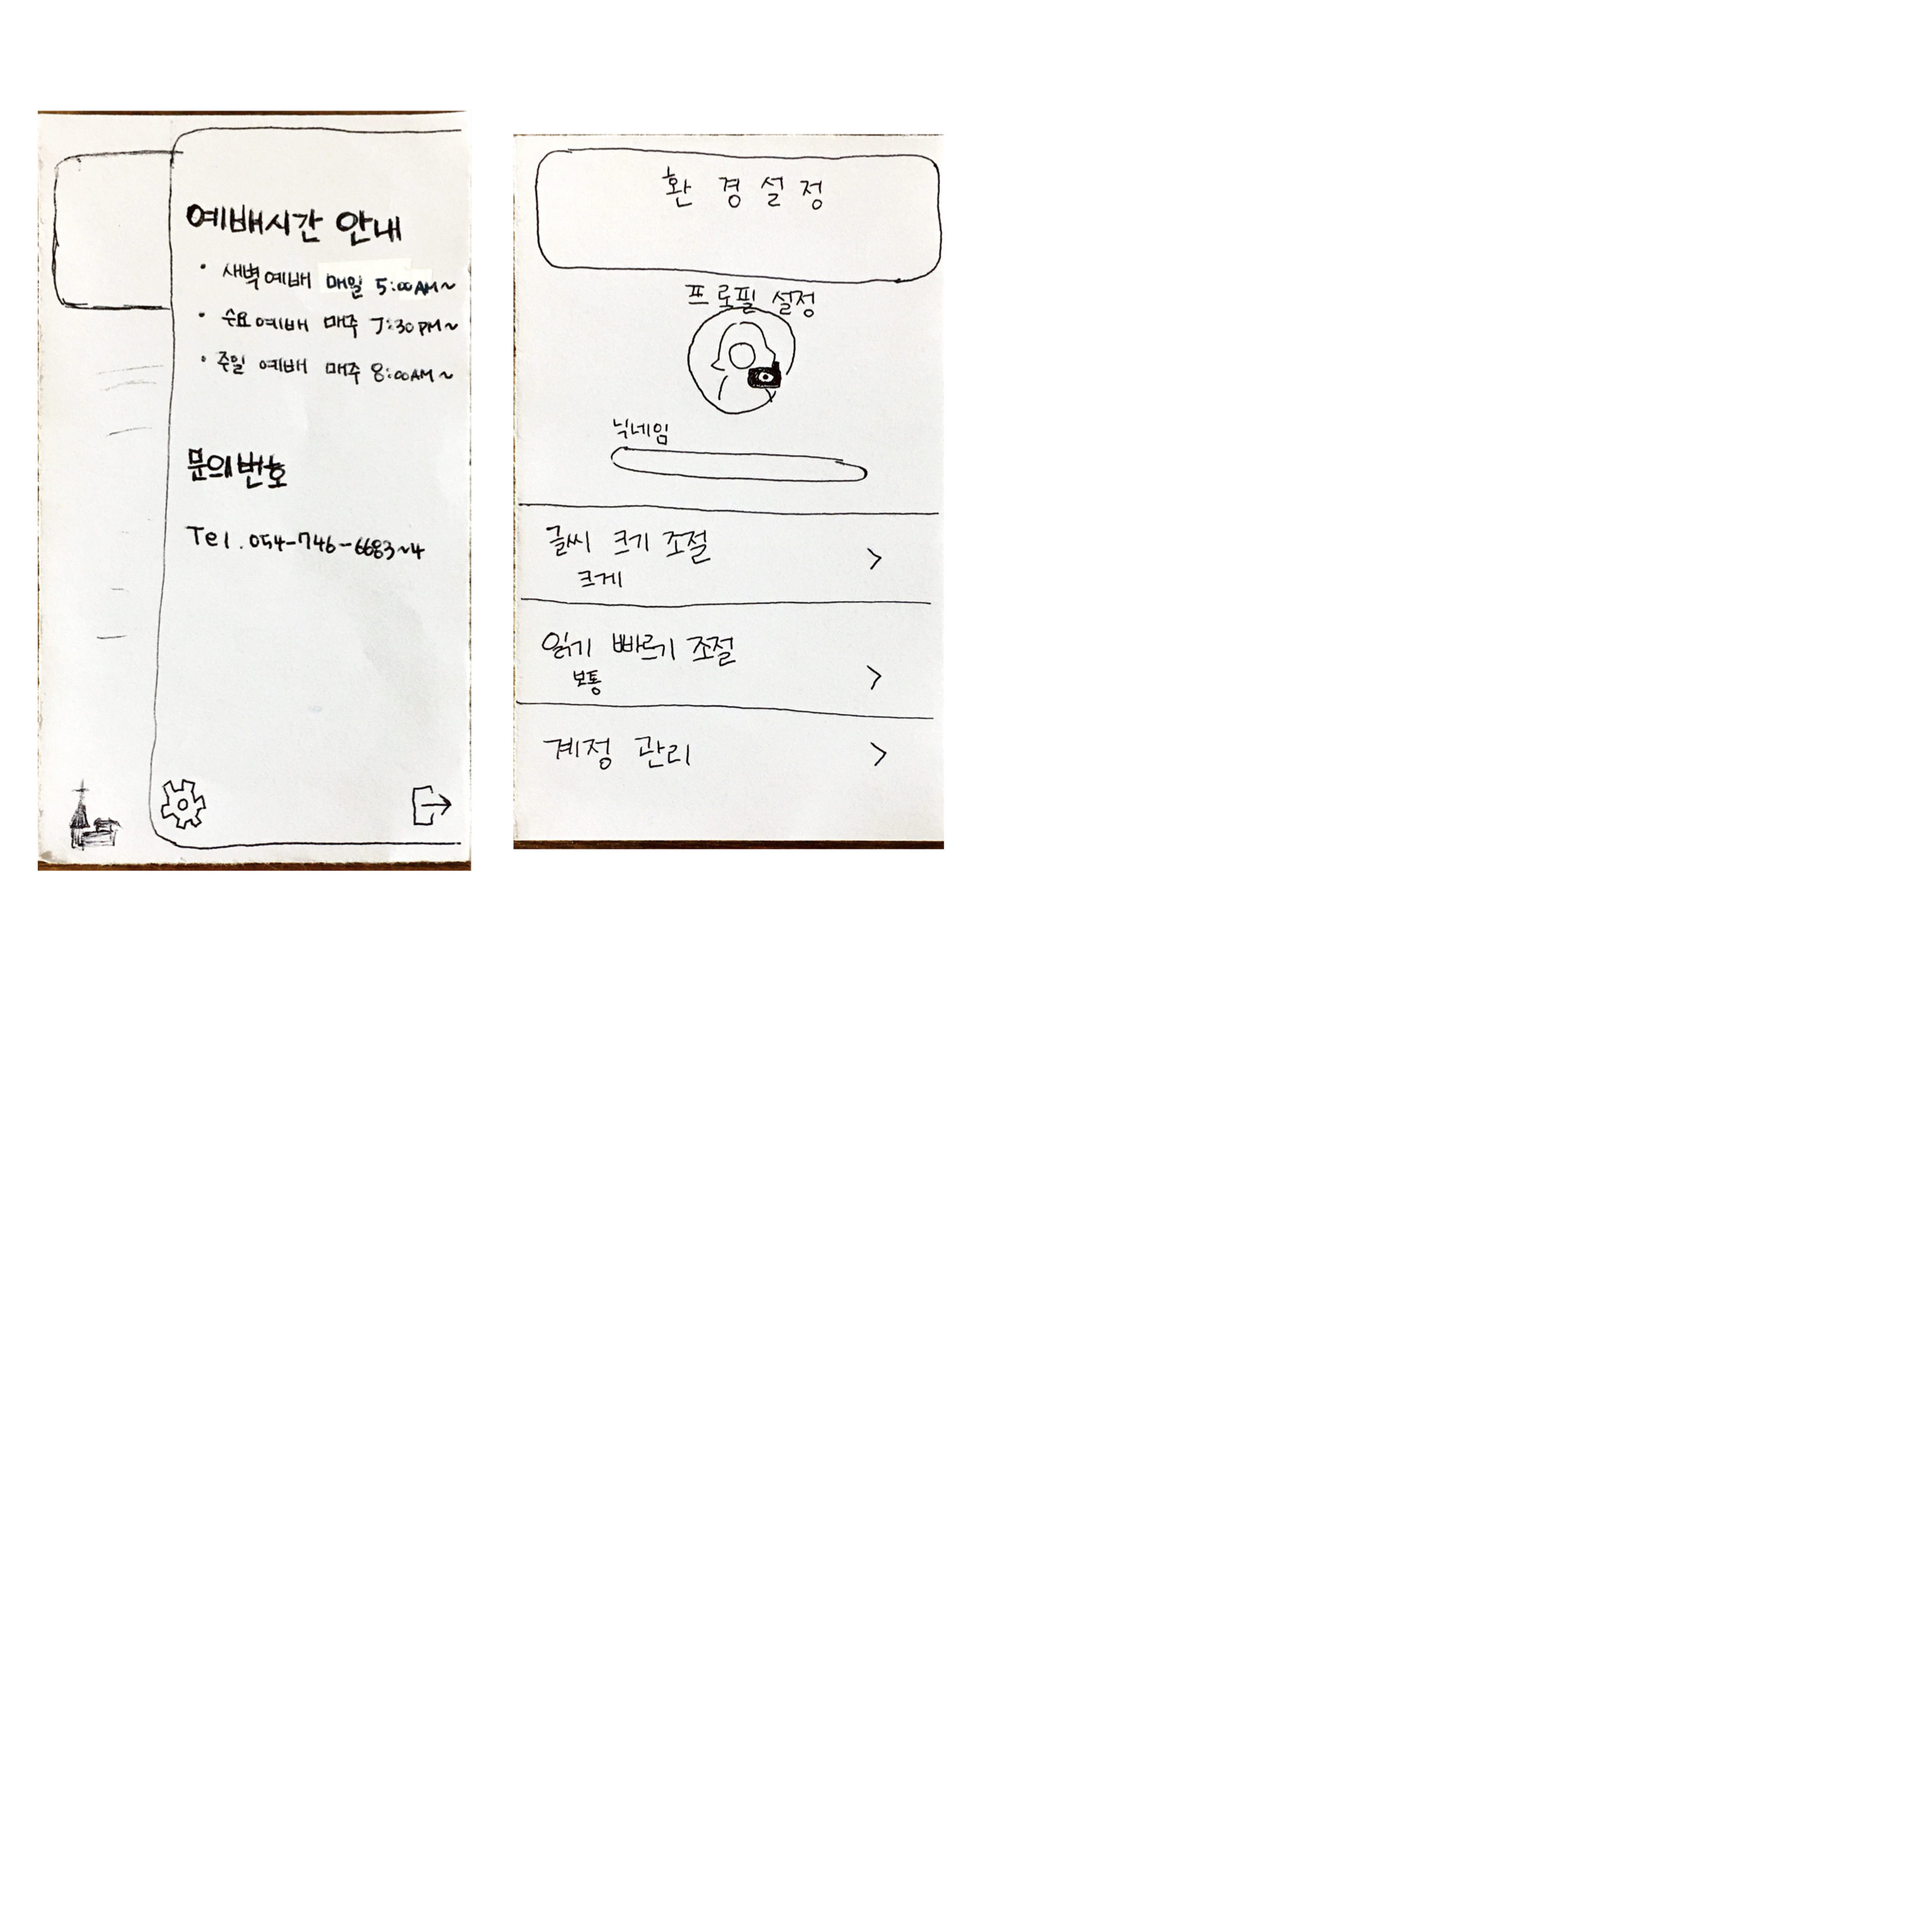 예배시간 안내
• 새벽예배 매일 5:00AM~
• 수요예배 매주 7:30PM~
• 주일 예배 매주 8:00AM~
문의번호
Tel. 054-746-6683~4
환경설정
프로필 설정
닉네임
글씨 크기 조절
크게
읽기 빠르기 조절
보통
계정 관리